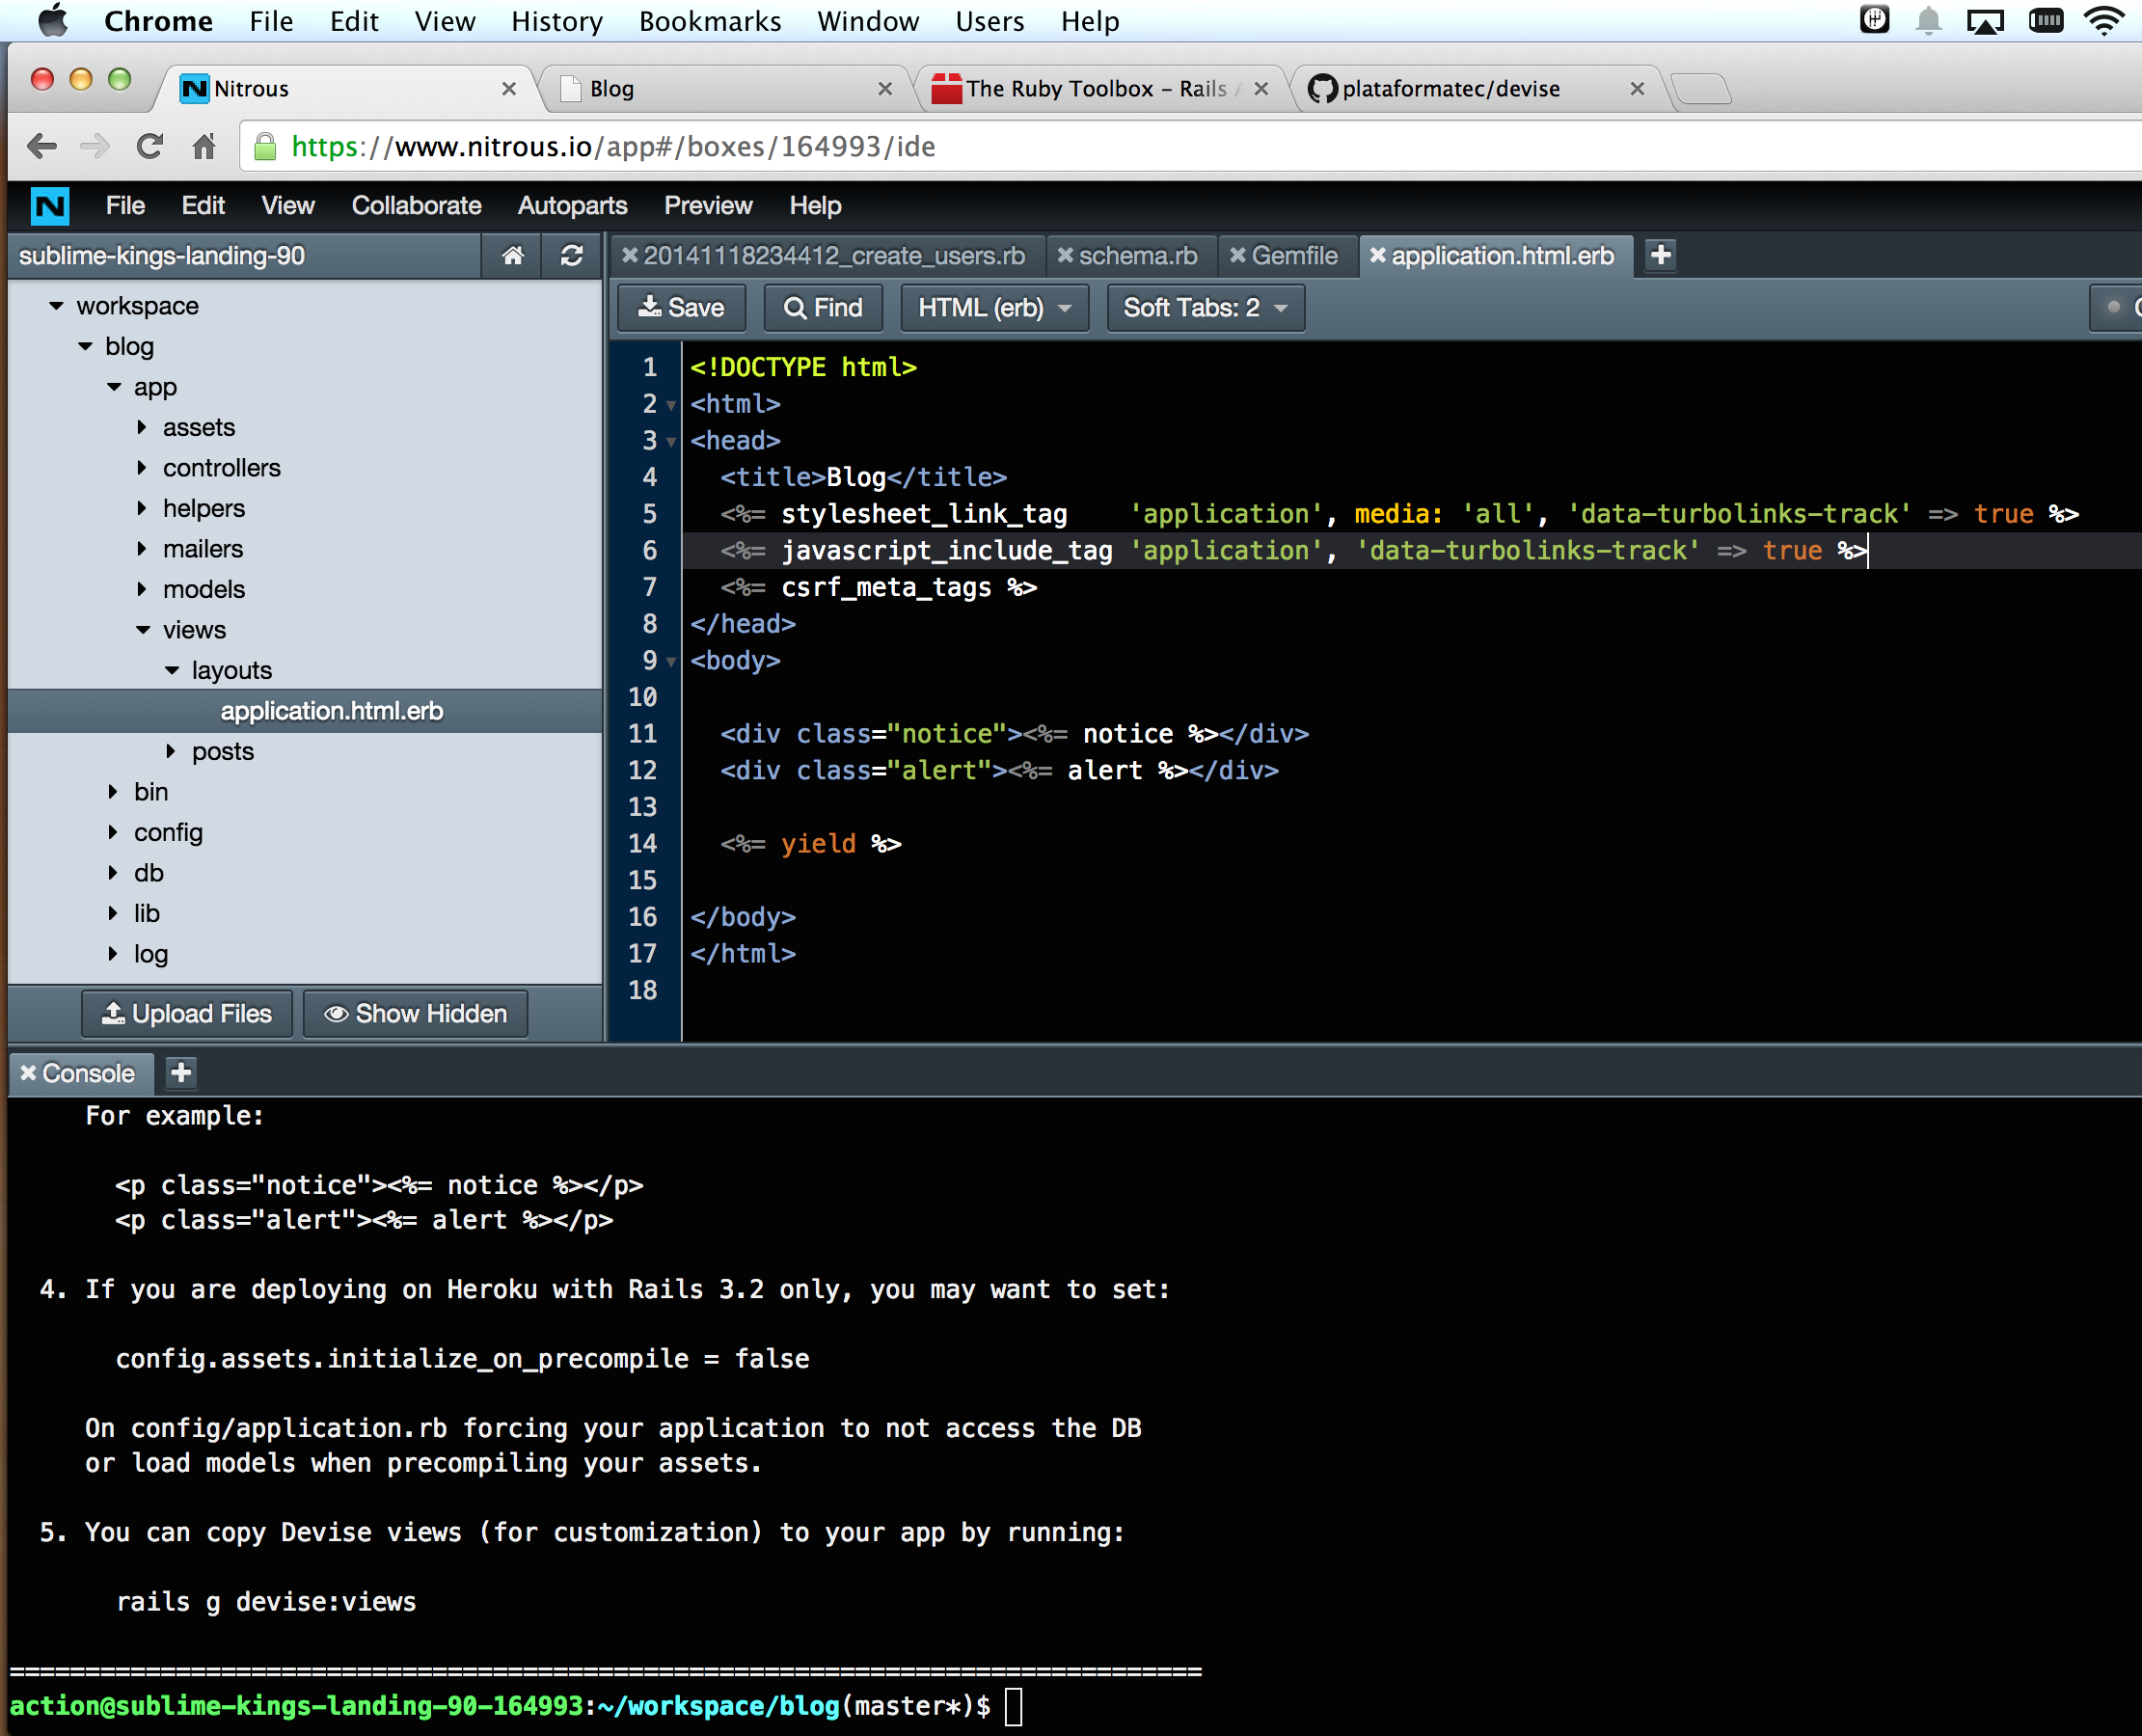 Chrome File Edit View History Bookmarks Window Users Help
Nitrous
Blog
The Ruby Toolbox – Rails
plataformatec/devise
https://www.nitrous.io/app#/boxes/164993/ide
N File Edit View Collaborate Autoparts Preview Help
sublime-kings-landing-90
20141118234412_create_users.rb schema.rb Gemfile application.html.erb
Save Find HTML (erb) Soft Tabs: 2
workspace
blog
app
assets
controllers
helpers
mailers
models
views
layouts
application.html.erb
posts
bin
config
db
lib
log
Upload Files Show Hidden
1 <!DOCTYPE html>
2 <html>
3 <head>
4   <title>Blog</title>
5   <%= stylesheet_link_tag    'application', media: 'all', 'data-turbolinks-track' => true %>
6   <%= javascript_include_tag 'application', 'data-turbolinks-track' => true %>
7   <%= csrf_meta_tags %>
8 </head>
9 <body>
10
11   <div class="notice"><%= notice %></div>
12   <div class="alert"><%= alert %></div>
13
14   <%= yield %>
15
16 </body>
17 </html>
18
Console
For example:
<p class="notice"><%= notice %></p>
<p class="alert"><%= alert %></p>
4. If you are deploying on Heroku with Rails 3.2 only, you may want to set:
config.assets.initialize_on_precompile = false
On config/application.rb forcing your application to not access the DB
or load models when precompiling your assets.
5. You can copy Devise views (for customization) to your app by running:
rails g devise:views
===============================================================================
action@sublime-kings-landing-90-164993:~/workspace/blog(master*)$